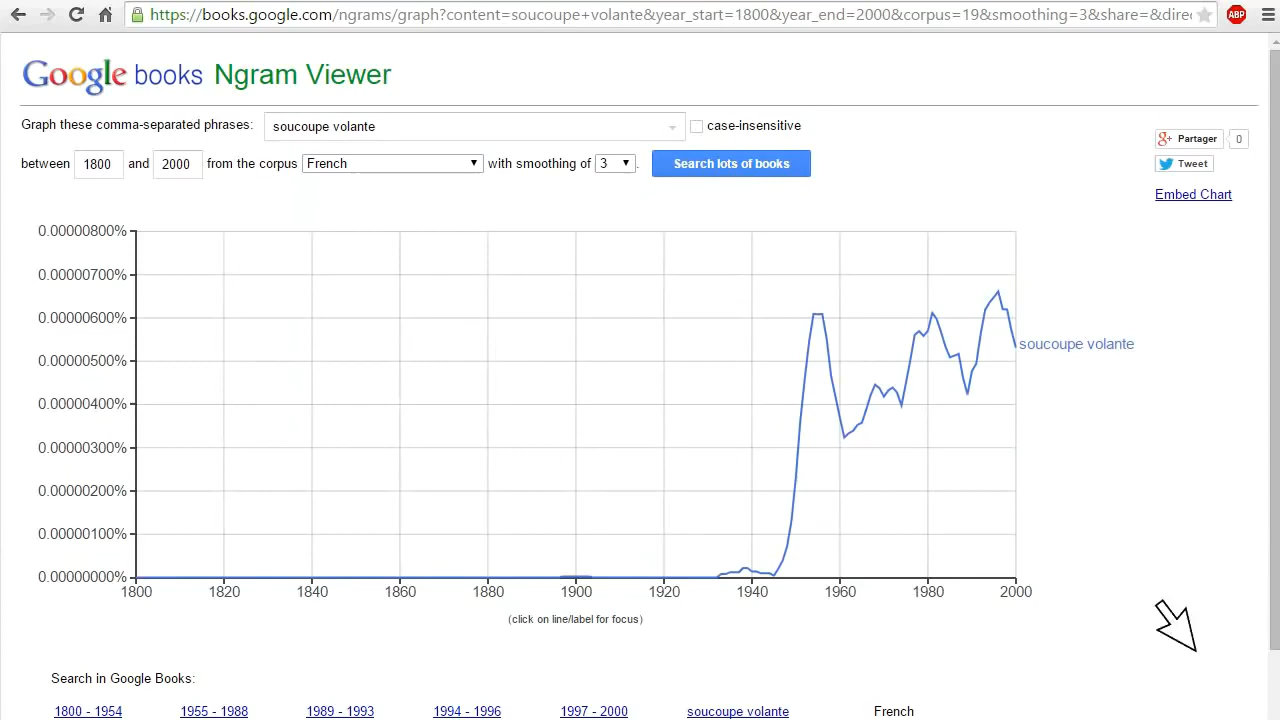 https://books.google.com/ngrams/graph?content=soucoupe+volante&year_start=1800&year_end=2000&corpus=19&smoothing=3&share=&direc
ABP
Google books Ngram Viewer
Graph these comma-separated phrases: soucoupe volante case-insensitive
between 1800 and 2000 from the corpus French with smoothing of 3 . Search lots of books
g+ Partager 0
Tweet
Embed Chart
0.00000800%
0.00000700%
0.00000600%
0.00000500%
0.00000400%
0.00000300%
0.00000200%
0.00000100%
0.00000000%
soucoupe volante
1800 1820 1840 1860 1880 1900 1920 1940 1960 1980 2000
(click on line/label for focus)
Search in Google Books:
1800 - 1954 1955 - 1988 1989 - 1993 1994 - 1996 1997 - 2000 soucoupe volante French